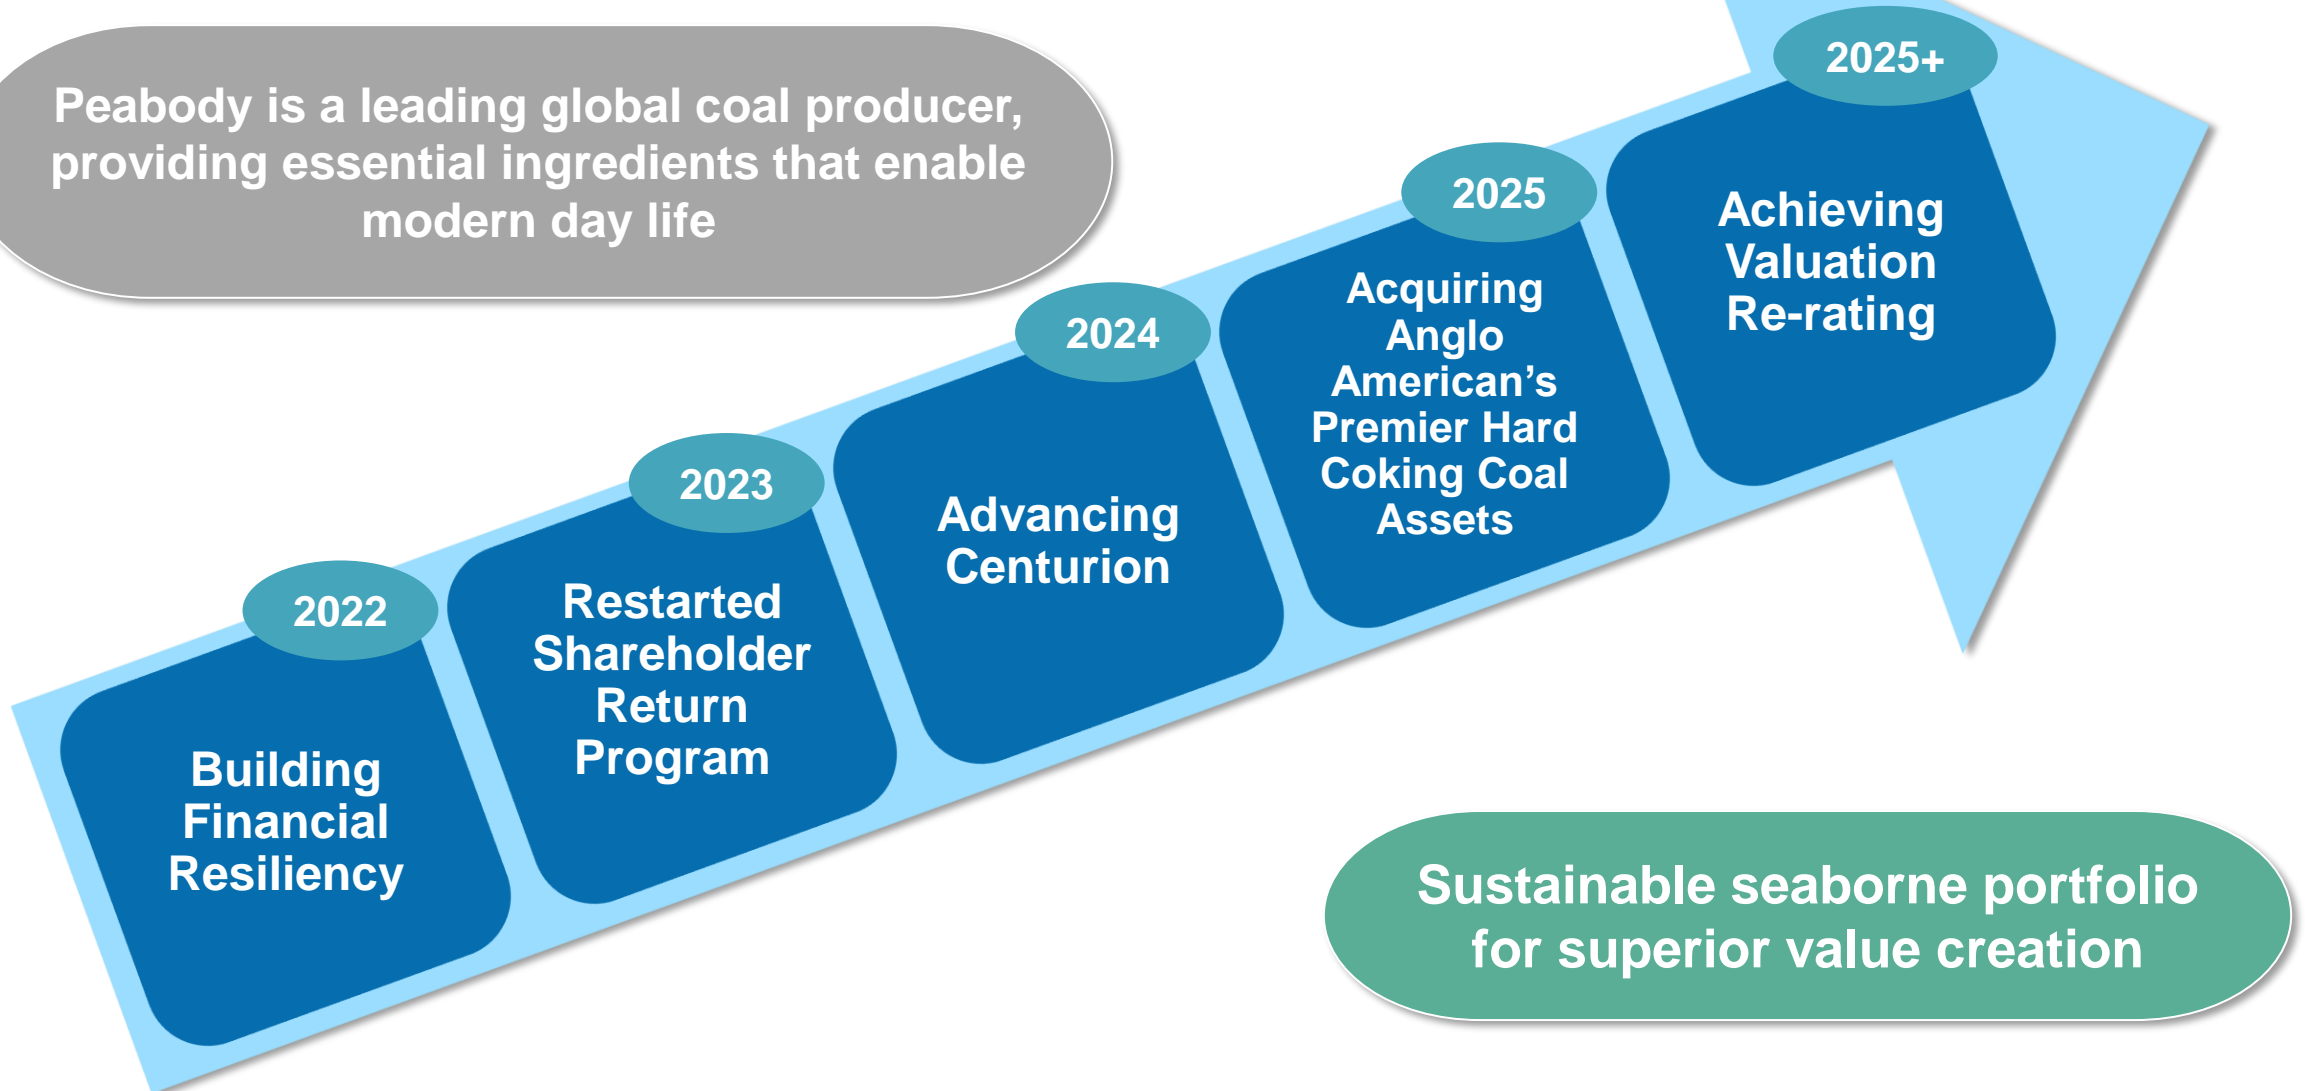 Peabody is a leading global coal producer,
providing essential ingredients that enable
modern day life
2022
Building
Financial
Resiliency
2023
Restarted
Shareholder
Return
Program
2024
Advancing
Centurion
2025
Acquiring
Anglo
American’s
Premier Hard
Coking Coal
Assets
2025+
Achieving
Valuation
Re-rating
Sustainable seaborne portfolio
for superior value creation